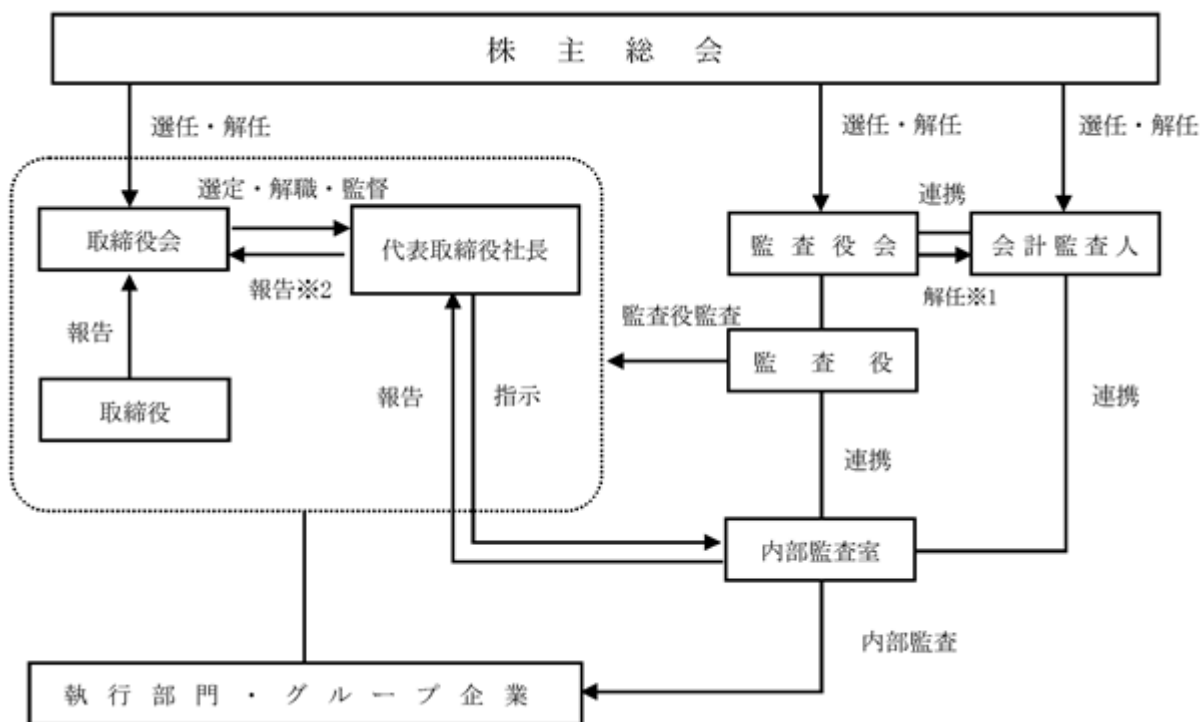 株主総会
選任・解任
選任・解任
選任・解任
選定・解職・監督
連携
取締役会
代表取締役社長
監査役会
会計監査人
報告※2
解任※1
監査役監査
報告
監査役
取締役
報告
指示
連携
連携
内部監査室
内部監査
執行部門・グループ企業